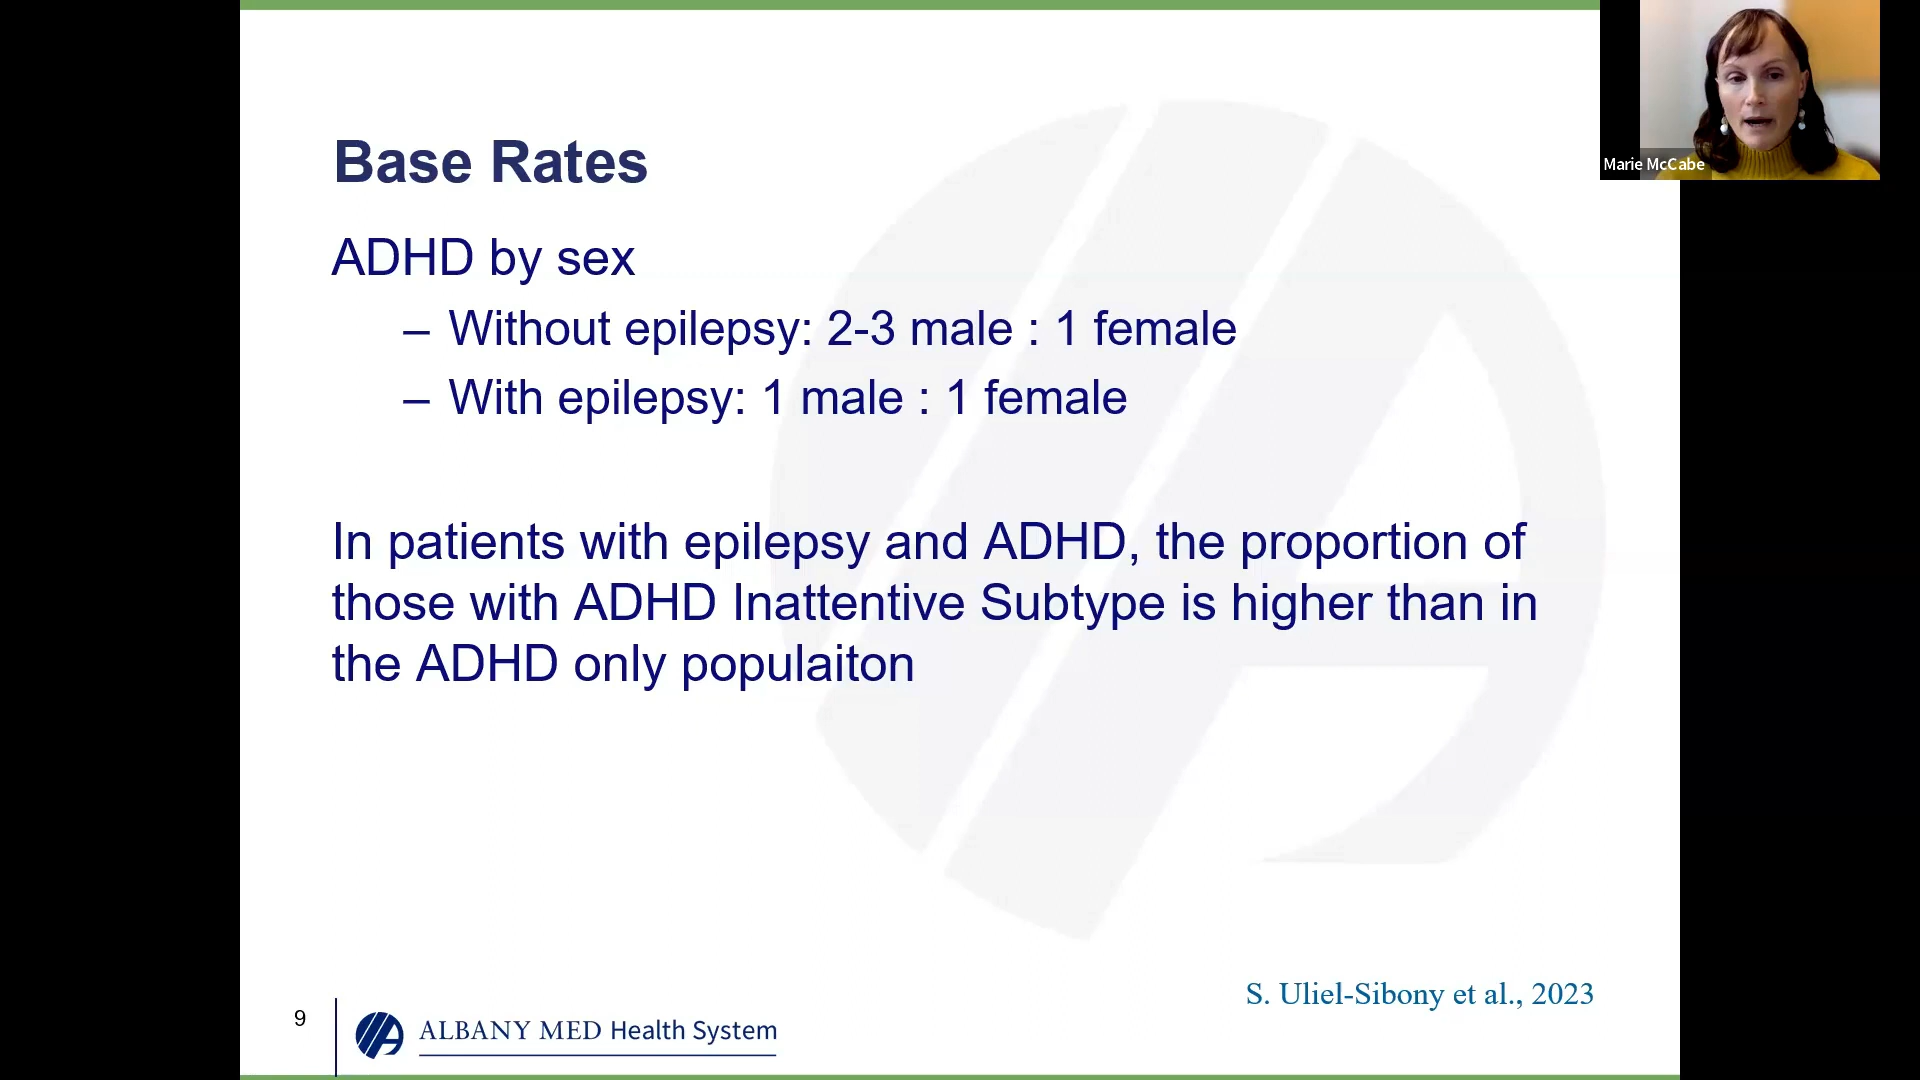 Base Rates
ADHD by sex
– Without epilepsy: 2-3 male : 1 female
– With epilepsy: 1 male : 1 female
In patients with epilepsy and ADHD, the proportion of
those with ADHD Inattentive Subtype is higher than in
the ADHD only populaiton
S. Uliel-Sibony et al., 2023
9
ALBANY MED Health System
Marie McCabe